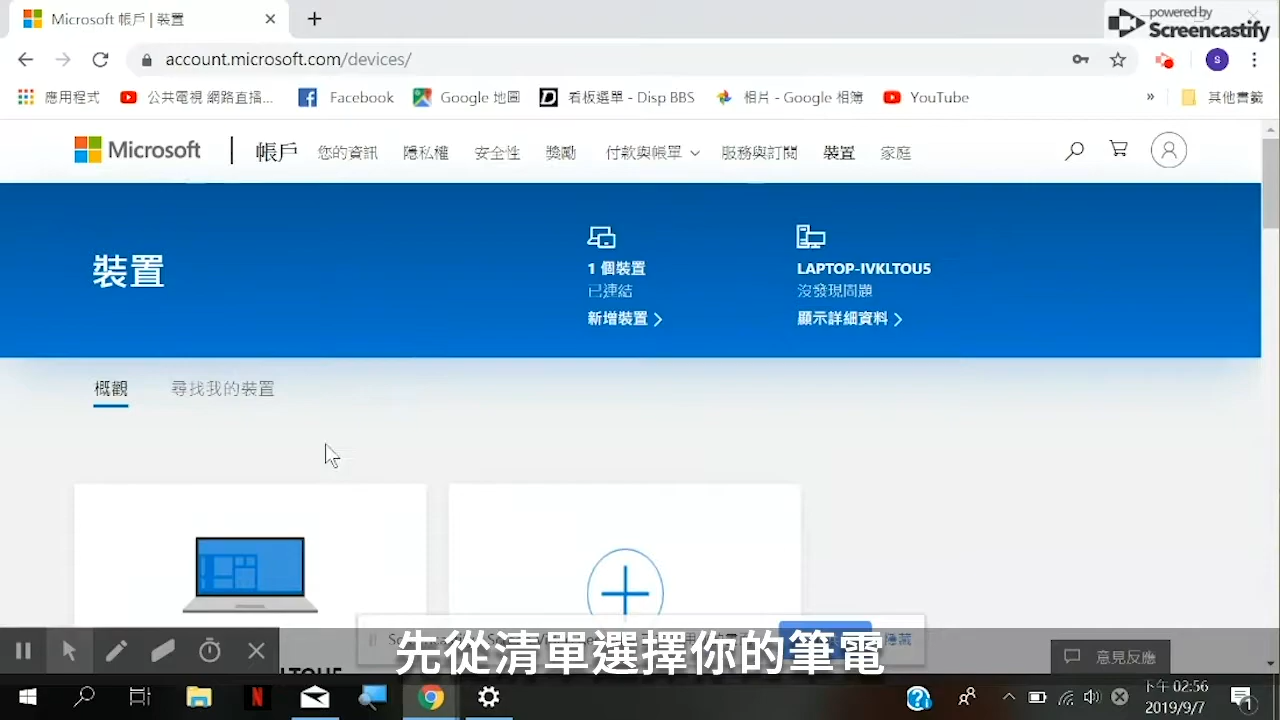 Microsoft 帳戶 | 裝置
powered by
Screencastify
account.microsoft.com/devices/
S
應用程式
公共電視 網路直播...
Facebook
Google 地圖
看板選單 - Disp BBS
相片 - Google 相簿
YouTube
»
其他書籤
Microsoft
帳戶
您的資訊
隱私權
安全性
獎勵
付款與帳單
服務與訂閱
裝置
家庭
裝置
1 個裝置
已連結
新增裝置
LAPTOP-IVKLTOU5
沒發現問題
顯示詳細資料
概觀
尋找我的裝置
隱藏
先從清單選擇你的筆電
意見反應
下午 02:56
2019/9/7
1